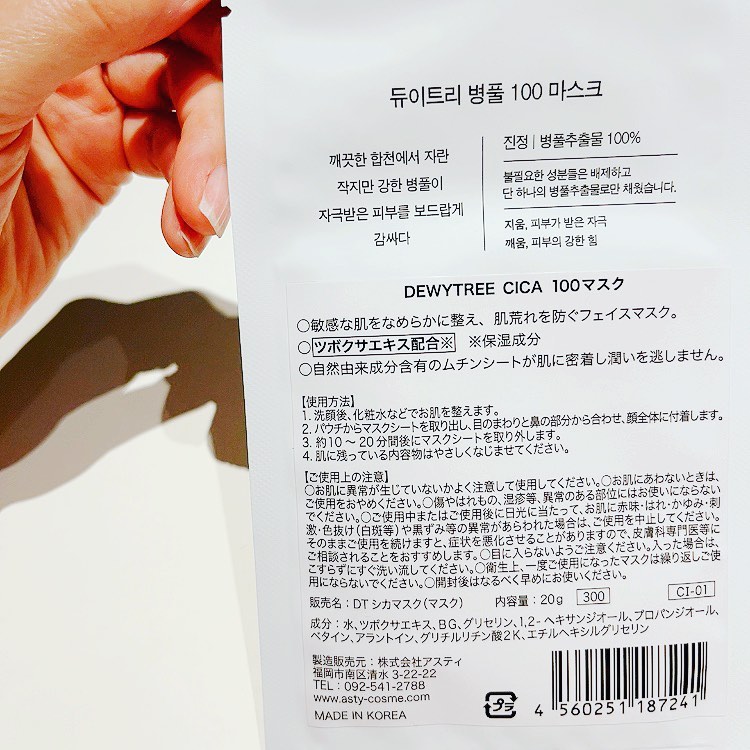 듀이트리 병풀 100 마스크
깨끗한 합천에서 자란
작지만 강한 병풀이
자극받은 피부를 보드랍게
감싸다
진정 | 병풀추출물 100%
불필요한 성분들은 배제하고
단 하나의 병풀추출물로만 채웠습니다.
지움, 피부가 받은 자극
깨움, 피부의 강한 힘
DEWYTREE CICA 100マスク
○敏感な肌をなめらかに整え、肌荒れを防ぐフェイスマスク。
○ツボクサエキス配合※ ※保湿成分
○自然由来成分含有のムチンシートが肌に密着し潤いを逃しません。
【使用方法】
1. 洗顔後、化粧水などでお肌を整えます。
2. パウチからマスクシートを取り出し、目のまわりと鼻の部分から合わせ、顔全体に付着します。
3. 約10～20分間後にマスクシートを取り外します。
4. 肌に残っている内容物はやさしくなじませてください。
【ご使用上の注意】
○お肌に異常が生じていないかよく注意して使用してください。○お肌にあわないときは、
ご使用をおやめください。○傷やはれもの、湿疹等、異常のある部位にはお使いにならない
でください。○ご使用中またはご使用後に日光に当たって、お肌に赤味・はれ・かゆみ・刺
激・色抜け(白斑等)や黒ずみ等の異常があらわれた場合は、ご使用を中止してください。
そのままご使用を続けますと、症状を悪化させることがありますので、皮膚科専門医等に
ご相談されることをおすすめします。○目に入らないようご注意ください。入った場合は、
こすらずにすぐ洗い流してください。○衛生上、一度ご使用になったマスクは繰り返しご使
用にならないでください。○開封後はなるべく早めにお使いください。
販売名：DT シカマスク(マスク) 内容量：20g 300 CI-01
成分：水、ツボクサエキス、BG、グリセリン、1,2-ヘキサンジオール、プロパンジオール、
ベタイン、アラントイン、グリチルリチン酸2K、エチルヘキシルグリセリン
製造販売元：株式会社アスティ
福岡市南区清水 3-22-22
TEL：092-541-2788
www.asty-cosme.com
MADE IN KOREA
プラ
4 560251 187241